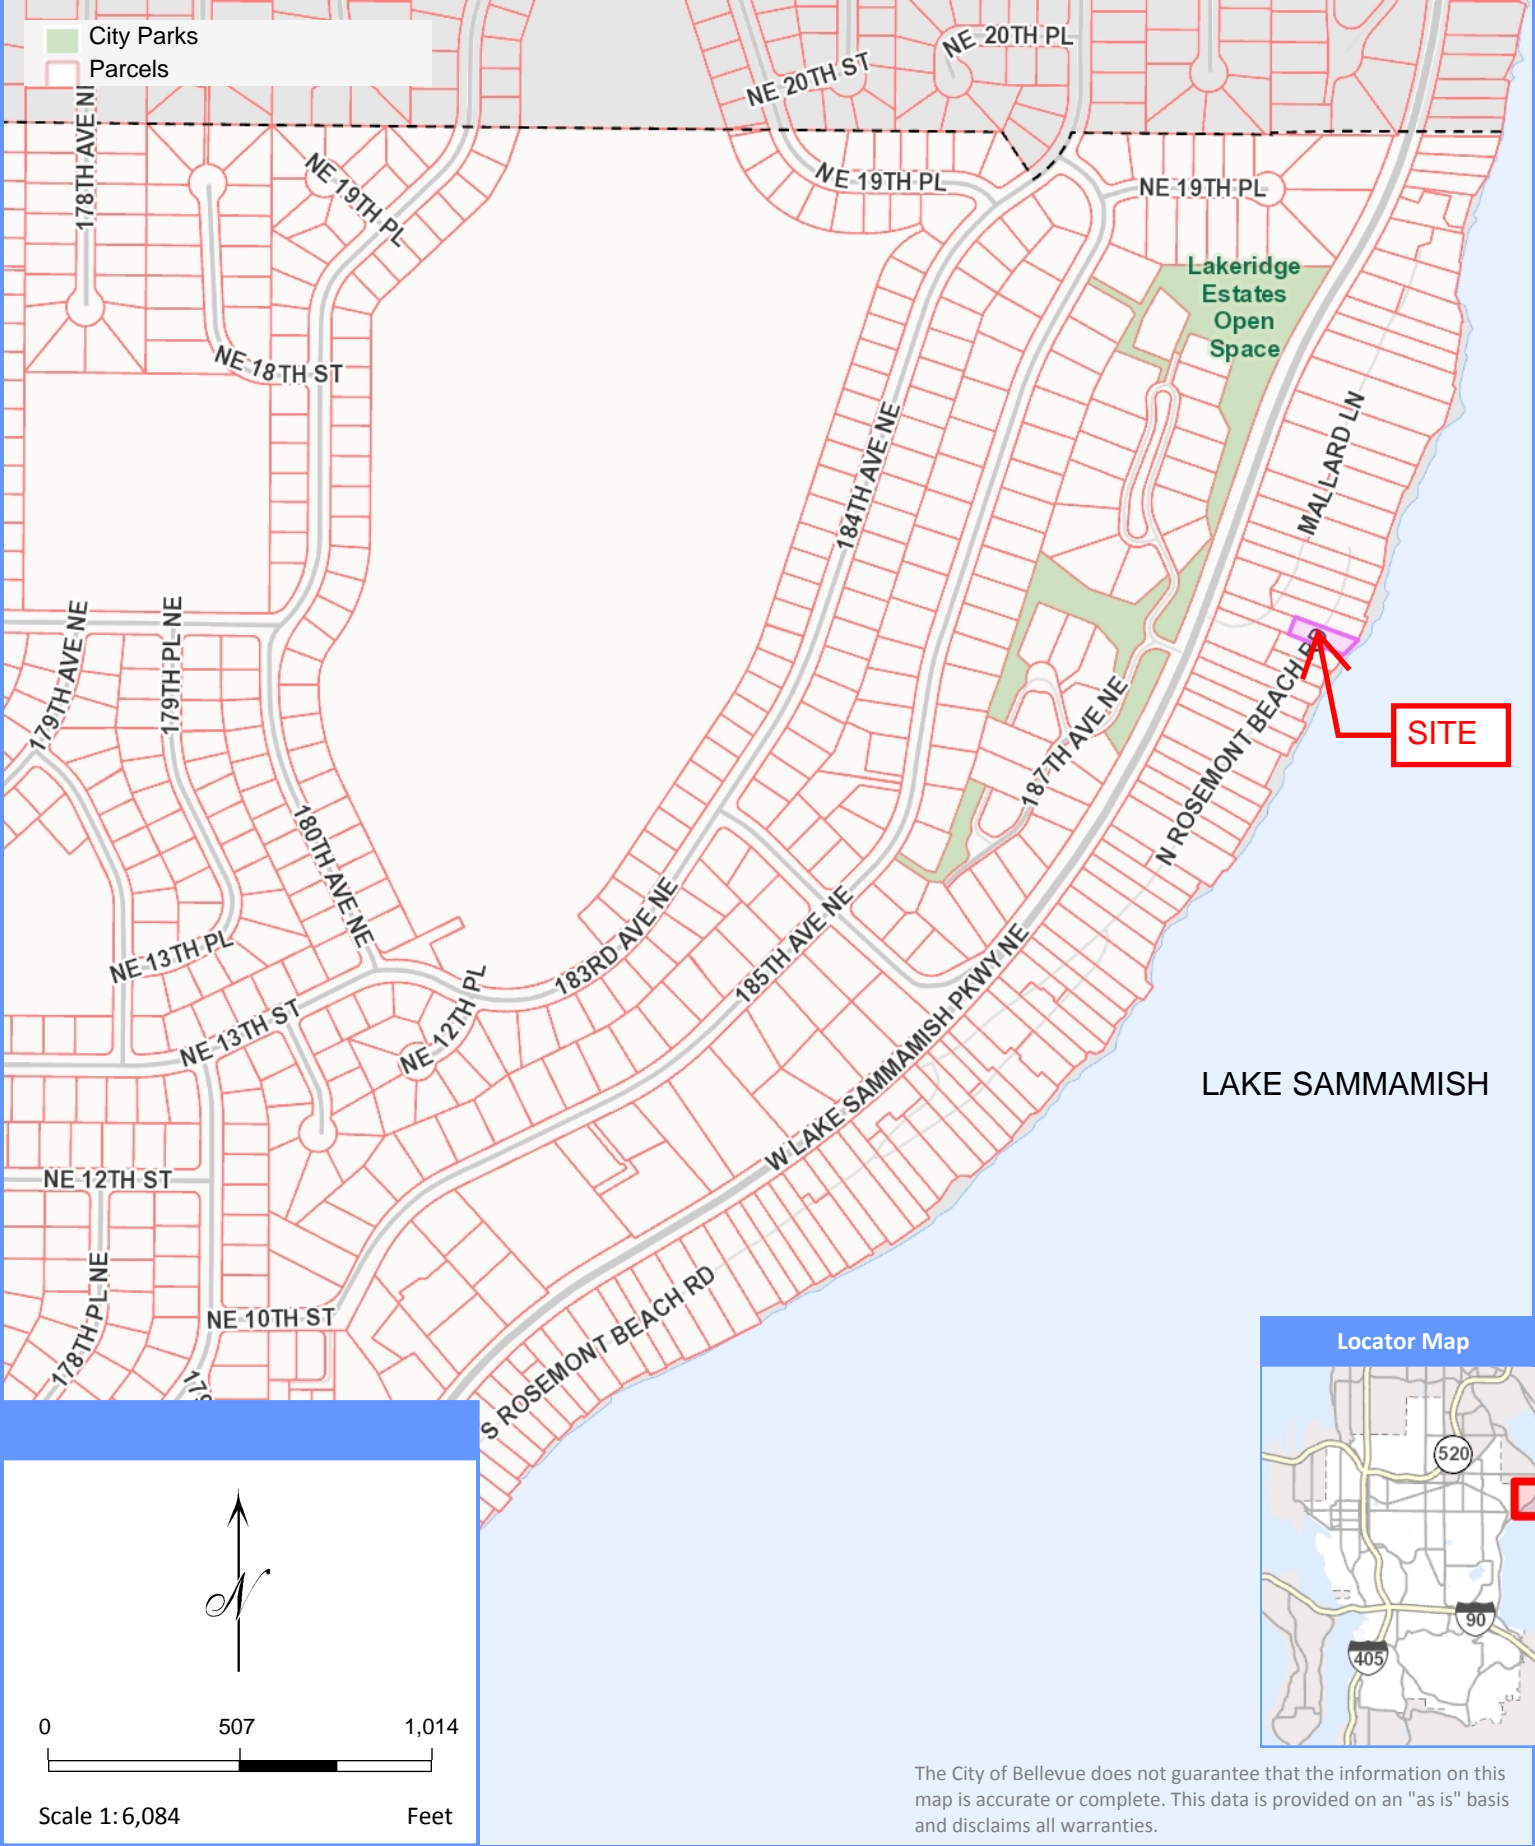 City Parks
Parcels
NE 20TH PL
NE 20TH ST
178TH AVE NE
NE 19TH PL
NE 19TH PL
NE 19TH PL
Lakeridge
Estates
Open
Space
NE 18TH ST
MALLARD LN
184TH AVE NE
179TH AVE NE
179TH PL NE
N ROSEMONT BEACH RD
187TH AVE NE
SITE
180TH AVE NE
183RD AVE NE
185TH AVE NE
NE 13TH PL
NE 12TH PL
NE 13TH ST
W LAKE SAMMAMISH PKWY NE
LAKE SAMMAMISH
NE 12TH ST
178TH PL NE
NE 10TH ST
S ROSEMONT BEACH RD
Locator Map
520
90
405
N
0 507 1,014
Scale 1: 6,084 Feet
The City of Bellevue does not guarantee that the information on this
map is accurate or complete. This data is provided on an "as is" basis
and disclaims all warranties.